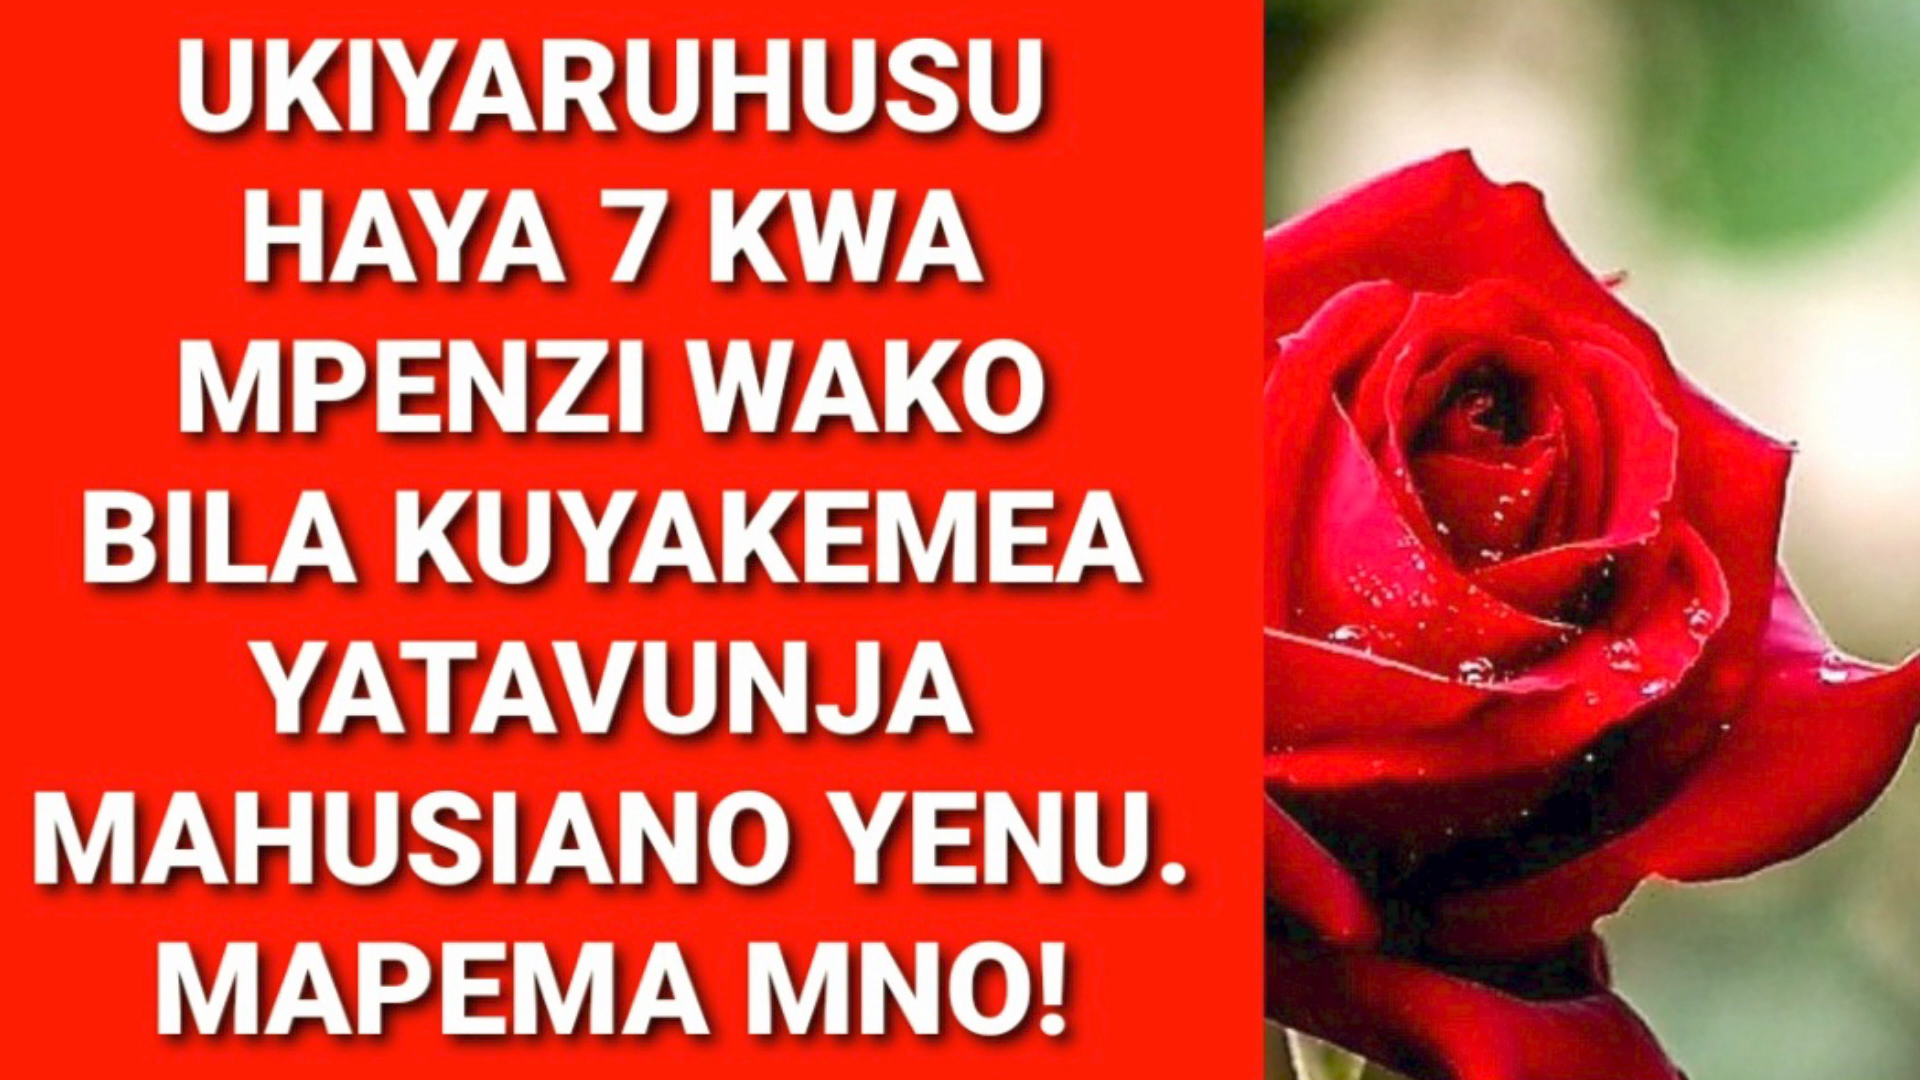 UKIYARUHUSU
HAYA 7 KWA
MPENZI WAKO
BILA KUYAKEMEA
YATAVUNJA
MAHUSIANO YENU.
MAPEMA MNO!